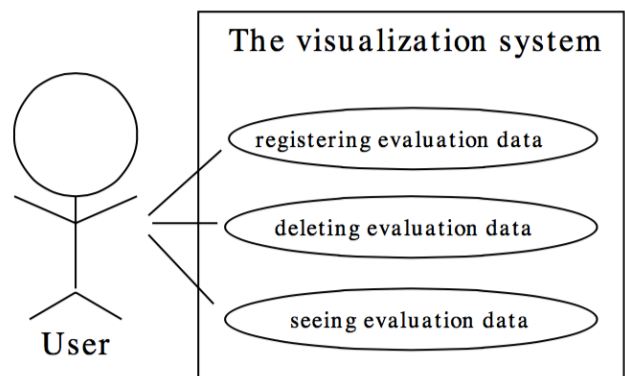 The visualization system
registering evaluation data
deleting evaluation data
seeing evaluation data
User